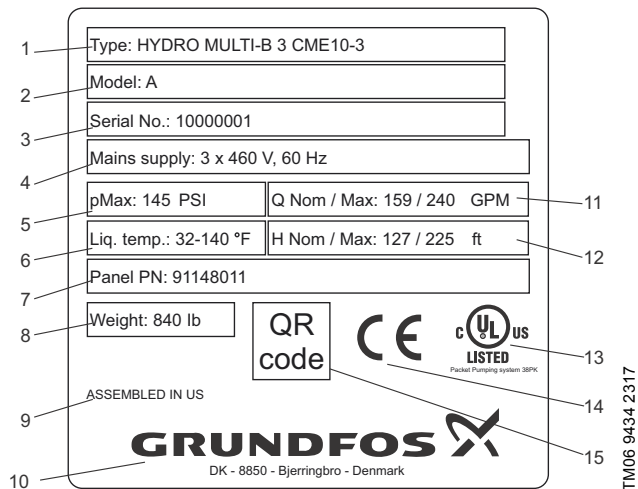 1 Type: HYDRO MULTI-B 3 CME10-3
2 Model: A
3 Serial No.: 10000001
4 Mains supply: 3 x 460 V, 60 Hz
5 pMax: 145 PSI Q Nom / Max: 159 / 240 GPM 11
6 Liq. temp.: 32-140 °F H Nom / Max: 127 / 225 ft 12
7 Panel PN: 91148011
8 Weight: 840 lb
QR
code
CE
C UL US
LISTED
Packet Pumping system 38PK
13
14
15
9 ASSEMBLED IN US
GRUNDFOS
10 DK - 8850 - Bjerringbro - Denmark
TM06 9434 2317